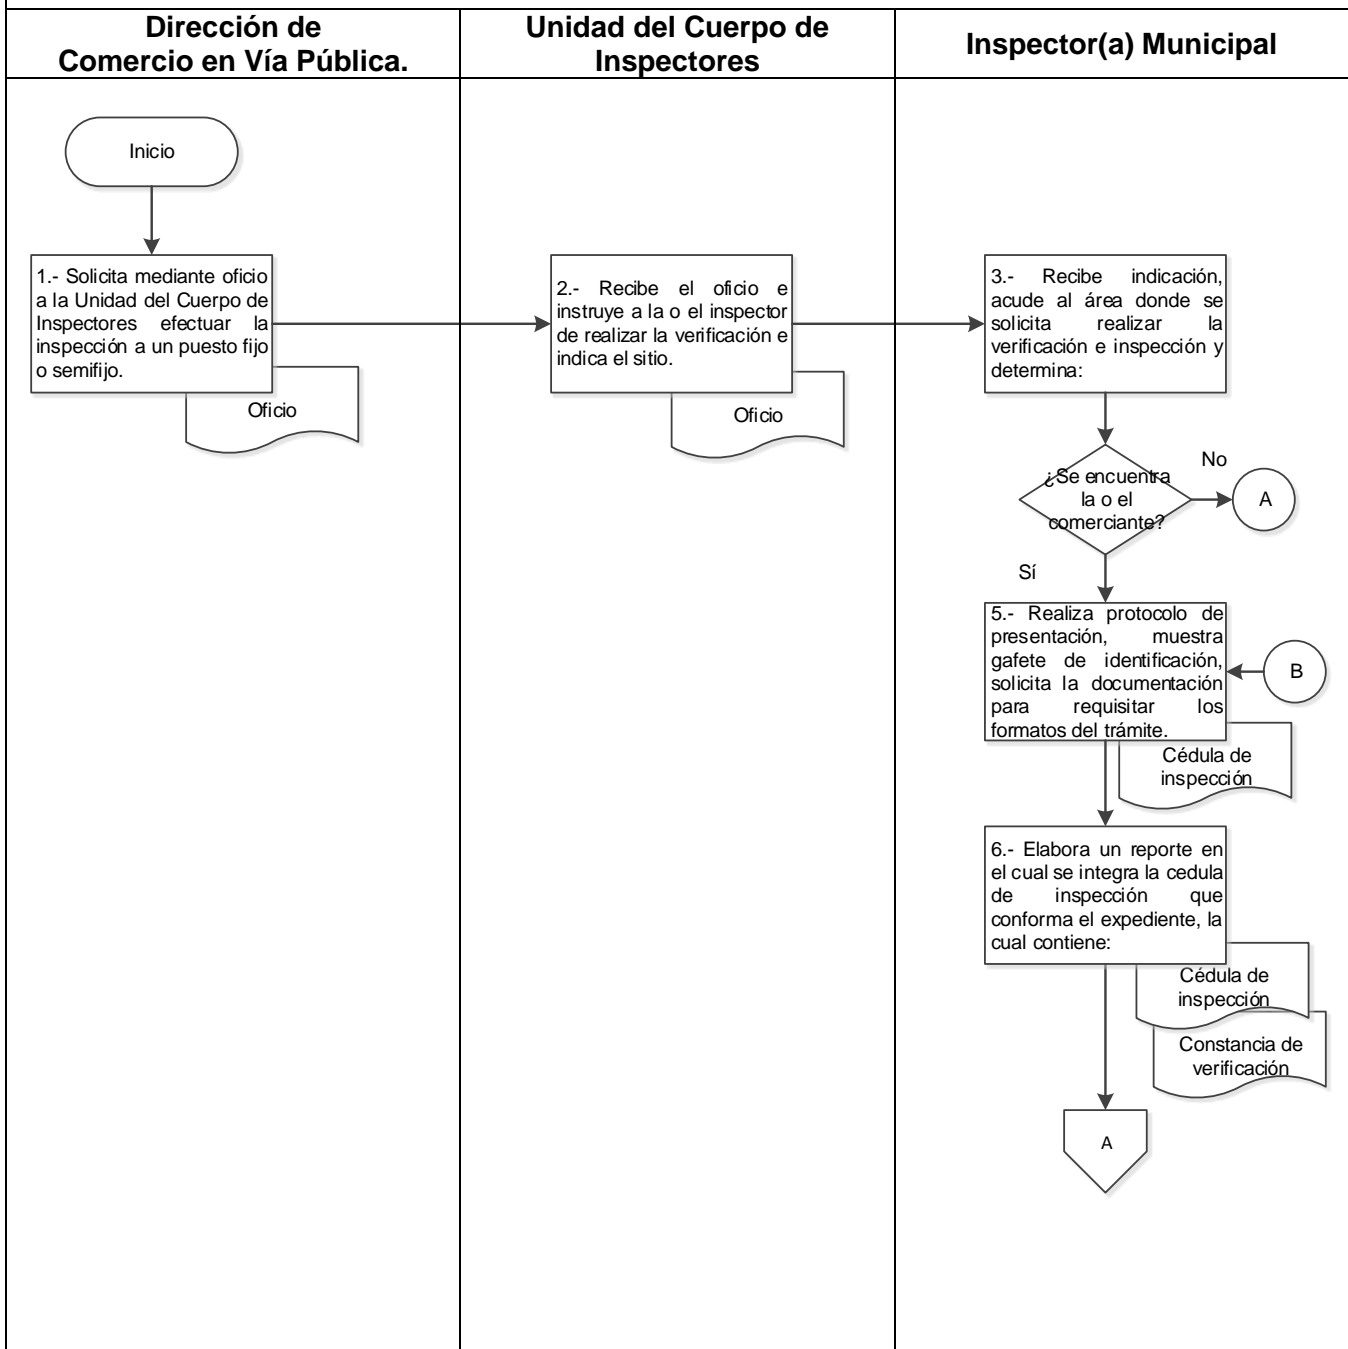 Dirección de
Comercio en Vía Pública.
Unidad del Cuerpo de
Inspectores
Inspector(a) Municipal
Inicio
1.- Solicita mediante oficio
a la Unidad del Cuerpo de
Inspectores efectuar la
inspección a un puesto fijo
o semifijo.
Oficio
2.- Recibe el oficio e
instruye a la o el inspector
de realizar la verificación e
indica el sitio.
Oficio
3.- Recibe indicación,
acude al área donde se
solicita realizar la
verificación e inspección y
determina:
¿Se encuentra
la o el
comerciante?
No
A
Sí
5.- Realiza protocolo de
presentación, muestra
gafete de identificación,
solicita la documentación
para requisitar los
formatos del trámite.
B
Cédula de
inspección
6.- Elabora un reporte en
el cual se integra la cedula
de inspección que
conforma el expediente, la
cual contiene:
Cédula de
inspección
Constancia de
verificación
A